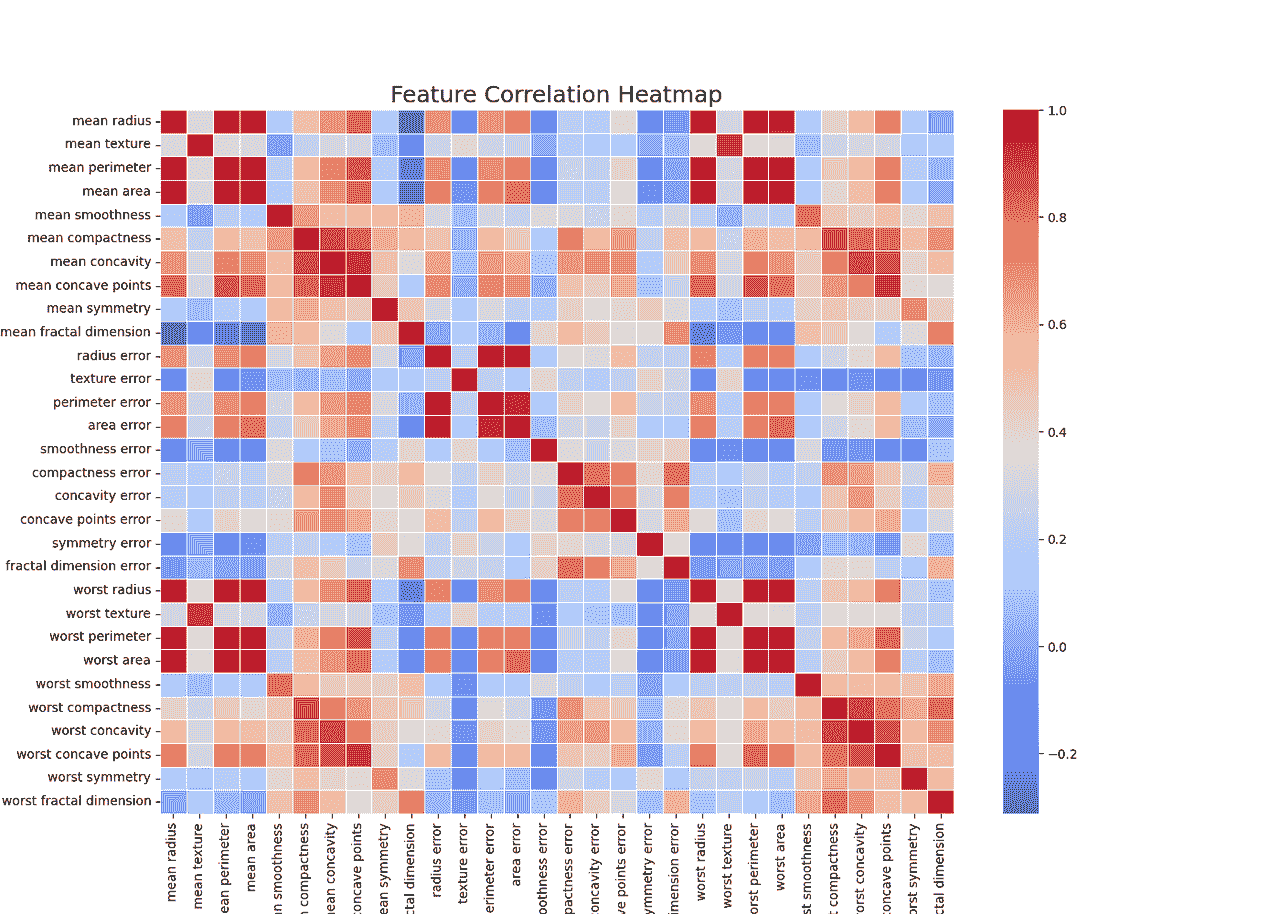 Feature Correlation Heatmap
mean radius
mean texture
mean perimeter
mean area
mean smoothness
mean compactness
mean concavity
mean concave points
mean symmetry
mean fractal dimension
radius error
texture error
perimeter error
area error
smoothness error
compactness error
concavity error
concave points error
symmetry error
fractal dimension error
worst radius
worst texture
worst perimeter
worst area
worst smoothness
worst compactness
worst concavity
worst concave points
worst symmetry
worst fractal dimension
1.0
0.8
0.6
0.4
0.2
0.0
−0.2
mean radius
mean texture
ean perimeter
mean area
n smoothness
n compactness
ean concavity
concave points
ean symmetry
ctal dimension
radius error
texture error
erimeter error
area error
oothness error
pactness error
oncavity error
ve points error
ymmetry error
imension error
worst radius
worst texture
orst perimeter
worst area
st smoothness
t compactness
orst concavity
concave points
rst symmetry
ctal dimension